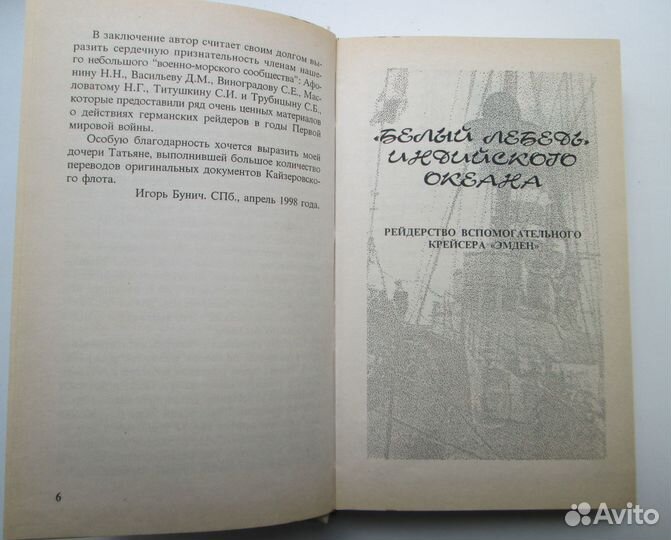 В заключение автор считает своим долгом вы-
разить сердечную признательность членам наше-
го небольшого "военно-морского сообщества": Афо-
нину Н.Н., Васильеву Д.М., Виноградову С.Е., Мас-
ловатому Н.Г., Титушкину С.И. и Трубицыну С.Б.,
которые предоставили ряд очень ценных материалов
о действиях германских рейдеров в годы Первой
мировой войны.
Особую благодарность хочется выразить моей
дочери Татьяне, выполнившей большое количество
переводов оригинальных документов Кайзеровско-
го флота.
Игорь Бунич. СПб., апрель 1998 года.
6
«БЕЛЫЙ ЛЕБЕДЬ»
ИНДИЙСКОГО
ОКЕАНА
РЕЙДЕРСТВО ВСПОМОГАТЕЛЬНОГО
КРЕЙСЕРА «ЭМДЕН»
Avito